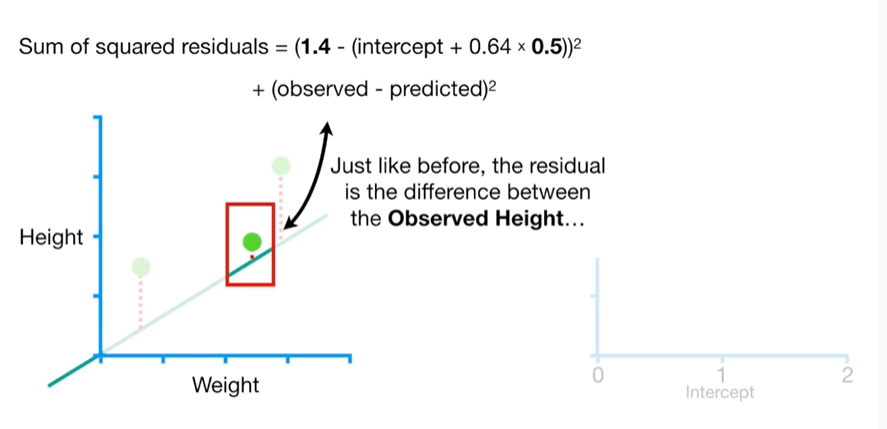 Sum of squared residuals = (1.4 - (intercept + 0.64 × 0.5))²
+ (observed - predicted)²
Just like before, the residual
is the difference between
the Observed Height...
Height
Weight
0
1
2
Intercept